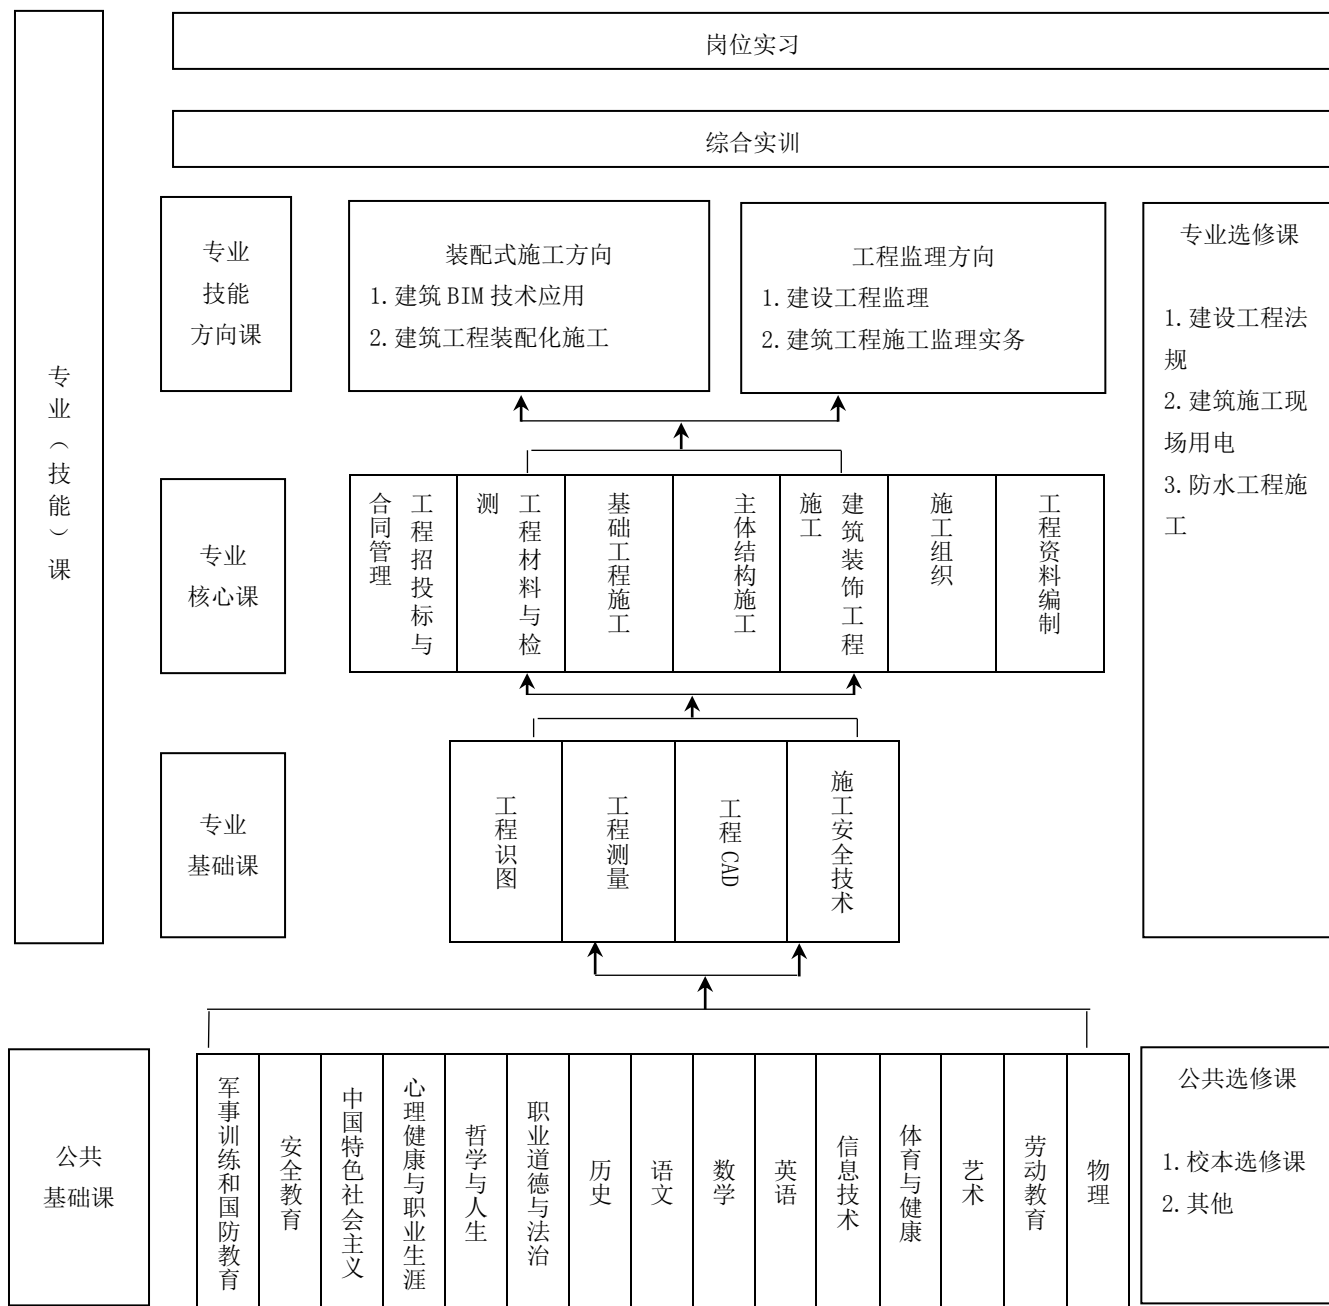 岗位实习
综合实训
专业（技能）课
专业
技能
方向课
装配式施工方向
1.建筑BIM技术应用
2.建筑工程装配化施工
工程监理方向
1.建设工程监理
2.建筑工程施工监理实务
专业选修课
1.建设工程法
规
2.建筑施工现
场用电
3.防水工程施
工
专业
核心课
工程招投标与
合同管理
工程材料与检
测
基础工程施工
主体结构施工
建筑装饰工程
施工
施工组织
工程资料编制
专业
基础课
工程识图
工程测量
工程CAD
施工安全技术
公共
基础课
军事训练和国防教育
安全教育
中国特色社会主义
心理健康与职业生涯
哲学与人生
职业道德与法治
历史
语文
数学
英语
信息技术
体育与健康
艺术
劳动教育
物理
公共选修课
1.校本选修课
2.其他